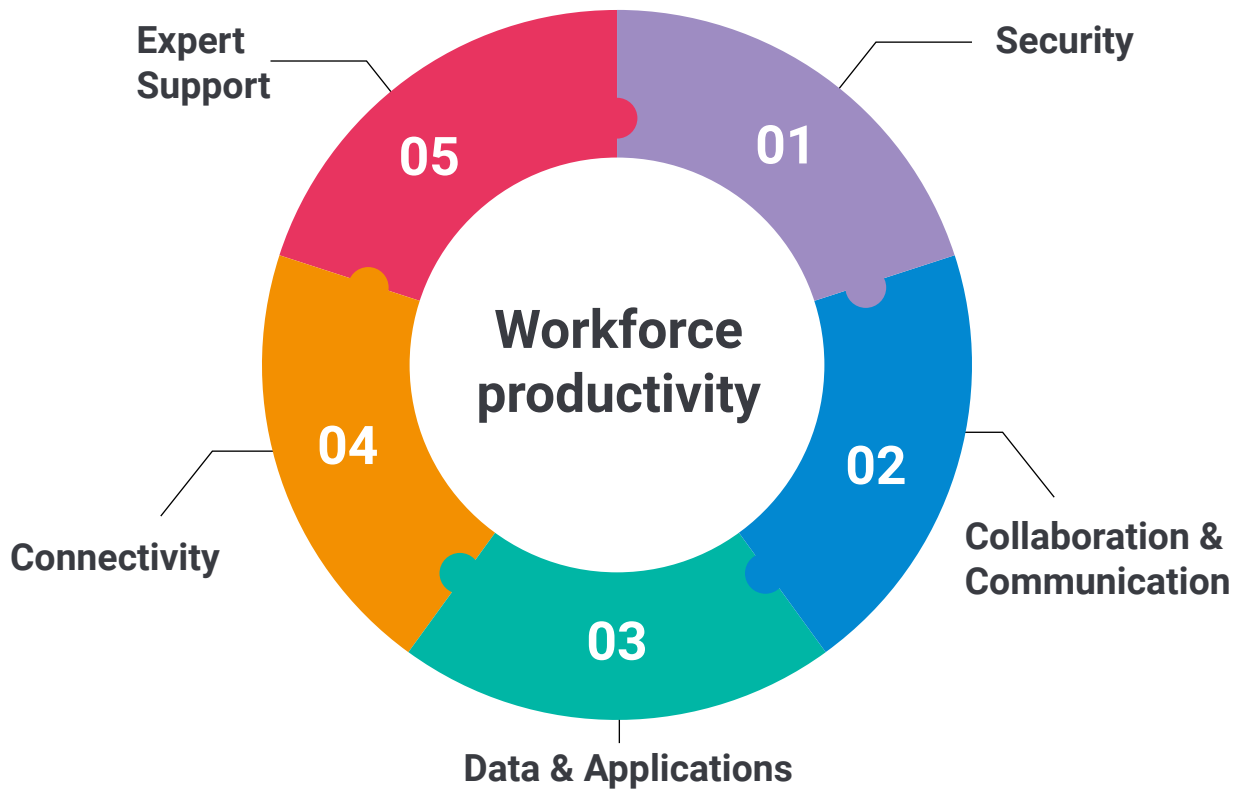 Expert
Support
Security
05
01
Workforce
productivity
04
02
Connectivity
Collaboration &
Communication
03
Data & Applications